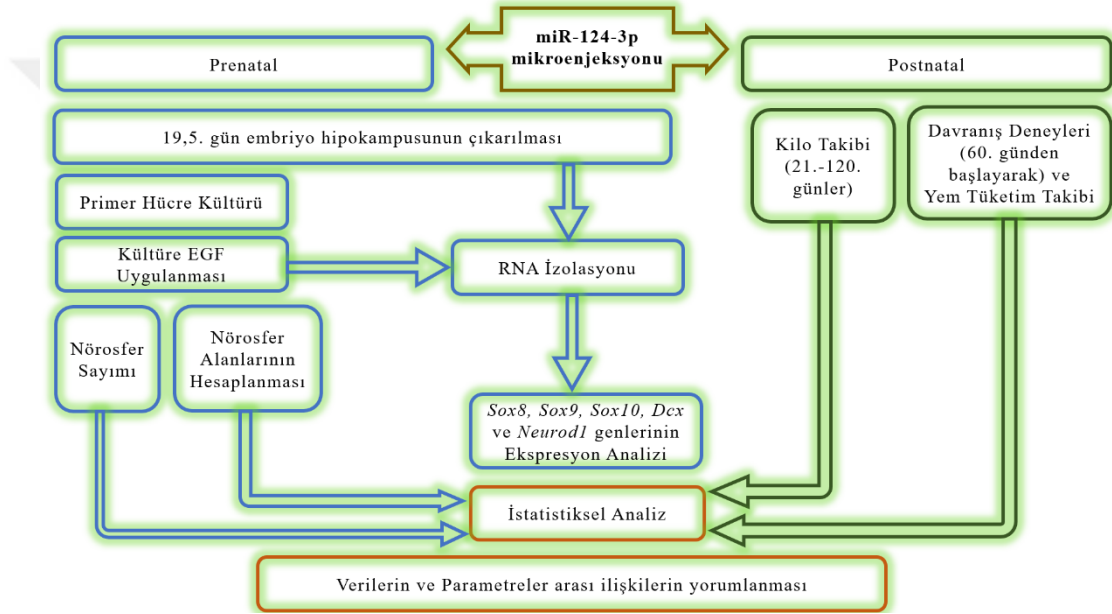 miR-124-3p
mikroenjeksyonu
Prenatal
Postnatal
19,5. gün embriyo hipokampusunun çıkarılması
Kilo Takibi
(21.-120.
günler)
Davranış Deneyleri
(60. günden
başlayarak) ve
Yem Tüketim Takibi
Primer Hücre Kültürü
Kültüre EGF
Uygulanması
RNA İzolasyonu
Nörosfer
Sayımı
Nörosfer
Alanlarının
Hesaplanması
Sox8, Sox9, Sox10, Dcx
ve Neurod1 genlerinin
Ekspresyon Analizi
İstatistiksel Analiz
Verilerin ve Parametreler arası ilişkilerin yorumlanması